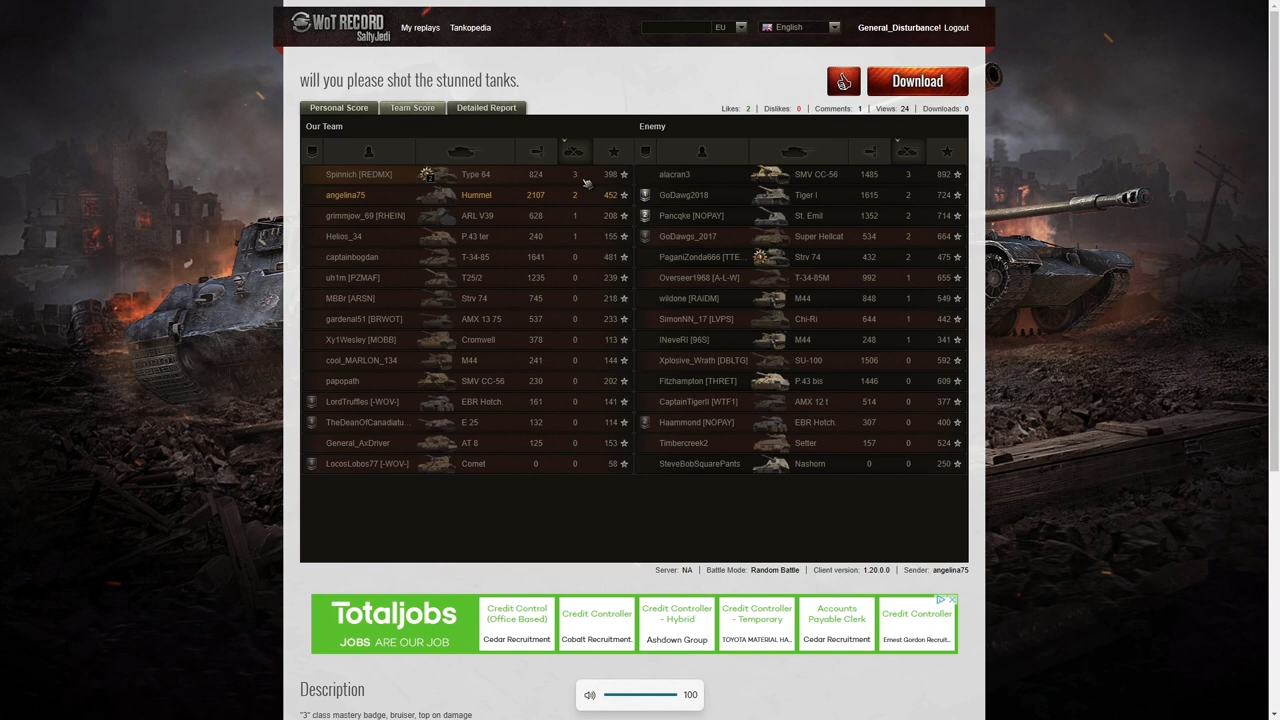 WoT RECORD
SaltyJedi
My replays
Tankopedia
EU
English
General_Disturbance! Logout
will you please shot the stunned tanks.
Download
Personal Score
Team Score
Detailed Report
Likes: 2 | Dislikes: 0 | Comments: 1 | Views: 24 | Downloads: 0
Our Team
Spinnich [REDMX] 2 Type 64 824 3 398
angelina75 Hummel 2107 2 452
grimmjow_69 [RHEIN] ARL V39 628 1 208
Helios_34 P.43 ter 240 1 155
captainbogdan T-34-85 1641 0 481
uh1m [PZMAF] T25/2 1235 0 239
MBBr [ARSN] Strv 74 745 0 218
gardenal51 [BRWOT] AMX 13 75 537 0 233
Xy1Wesley [MOBB] Cromwell 378 0 113
cool_MARLON_134 M44 241 0 144
papopath SMV CC-56 230 0 202
LordTruffles [-WOV-] EBR Hotch. 161 0 141
TheDeanOfCanadiatu... E 25 132 0 114
General_AxDriver AT 8 125 0 153
LocosLobos77 [-WOV-] Comet 0 0 58
Enemy
alacran3 SMV CC-56 1485 3 892
GoDawg2018 Tiger I 1615 2 724
Pancqke [NOPAY] St. Emil 1352 2 714
GoDawgs_2017 Super Hellcat 534 2 664
PaganiZonda666 [TTE... Strv 74 432 2 475
Overseer1968 [A-L-W] T-34-85M 992 1 655
wildone [RAIDM] M44 848 1 549
SimonNN_17 [LVPS] Chi-Ri 644 1 442
INeveRI [96S] M44 248 1 341
Xplosive_Wrath [DBLTG] SU-100 1506 0 592
Fitzhampton [THRET] P.43 bis 1446 0 609
CaptainTigerII [WTF1] AMX 12 t 514 0 377
Haammond [NOPAY] EBR Hotch. 307 0 400
Timbercreek2 Setter 157 0 524
SteveBobSquarePants Nashorn 0 0 250
Server: NA | Battle Mode: Random Battle | Client version: 1.20.0.0 | Sender: angelina75
Totaljobs
JOBS ARE OUR JOB
Credit Control
(Office Based)
Cedar Recruitment
Credit Controller
Cobalt Recruitment.
Credit Controller
- Hybrid
Ashdown Group
Credit Controller
- Temporary
TOYOTA MATERIAL HA..
Accounts
Payable Clerk
Cedar Recruitment
Credit Controller
Ernest Gordon Recruit...
100
Description
"3" class mastery badge, bruiser, top on damage